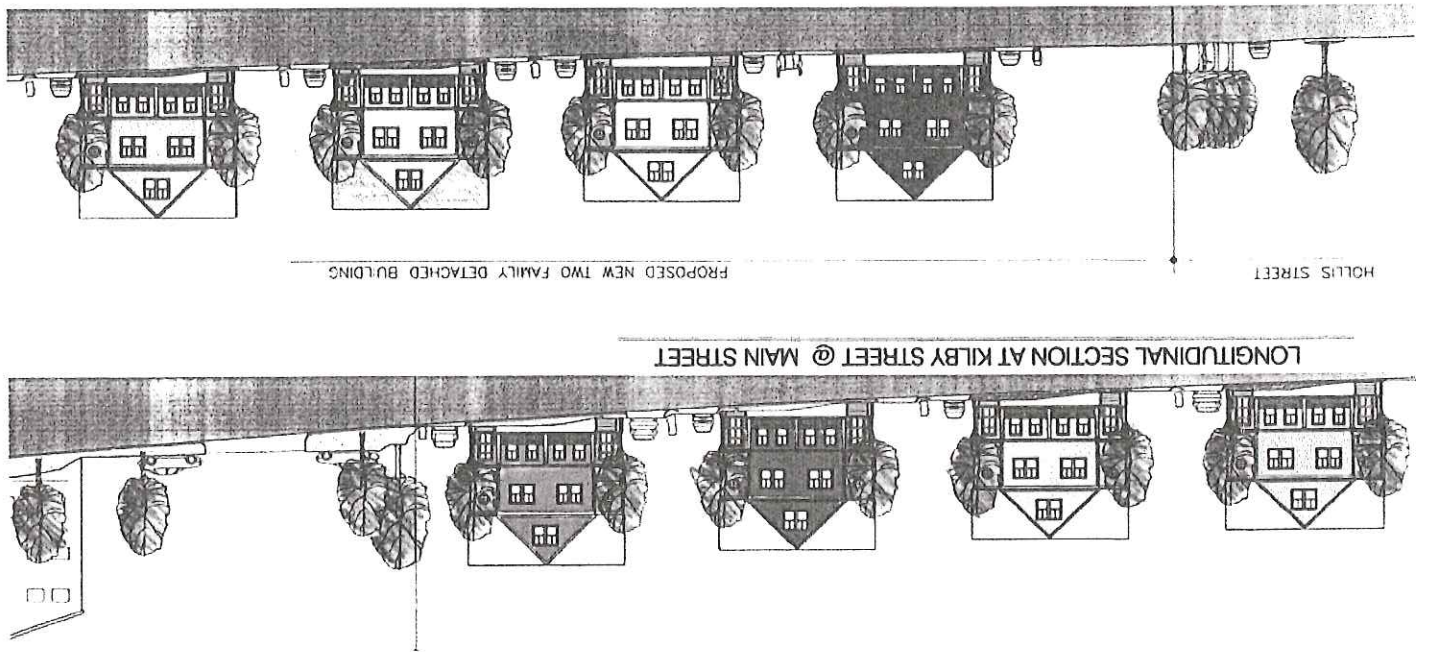 LONGITUDINAL SECTION AT KILBY STREET @ MAIN STREET
HOLLIS STREET
PROPOSED NEW TWO FAMILY DETACHED BUILDING